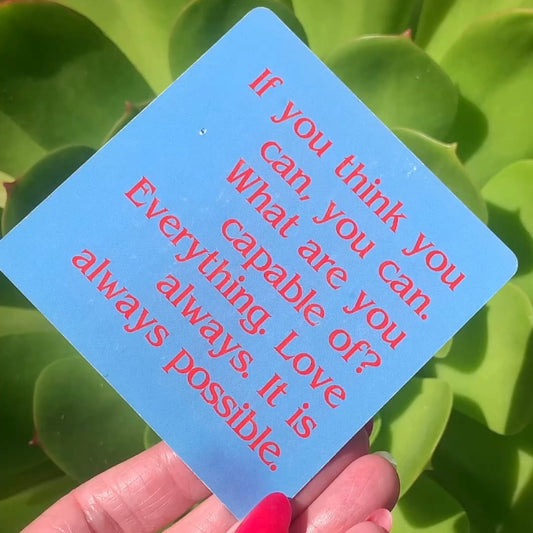 If you think you
can, you can.
What are you
capable of?
Everything. Love
always. It is
always possible.